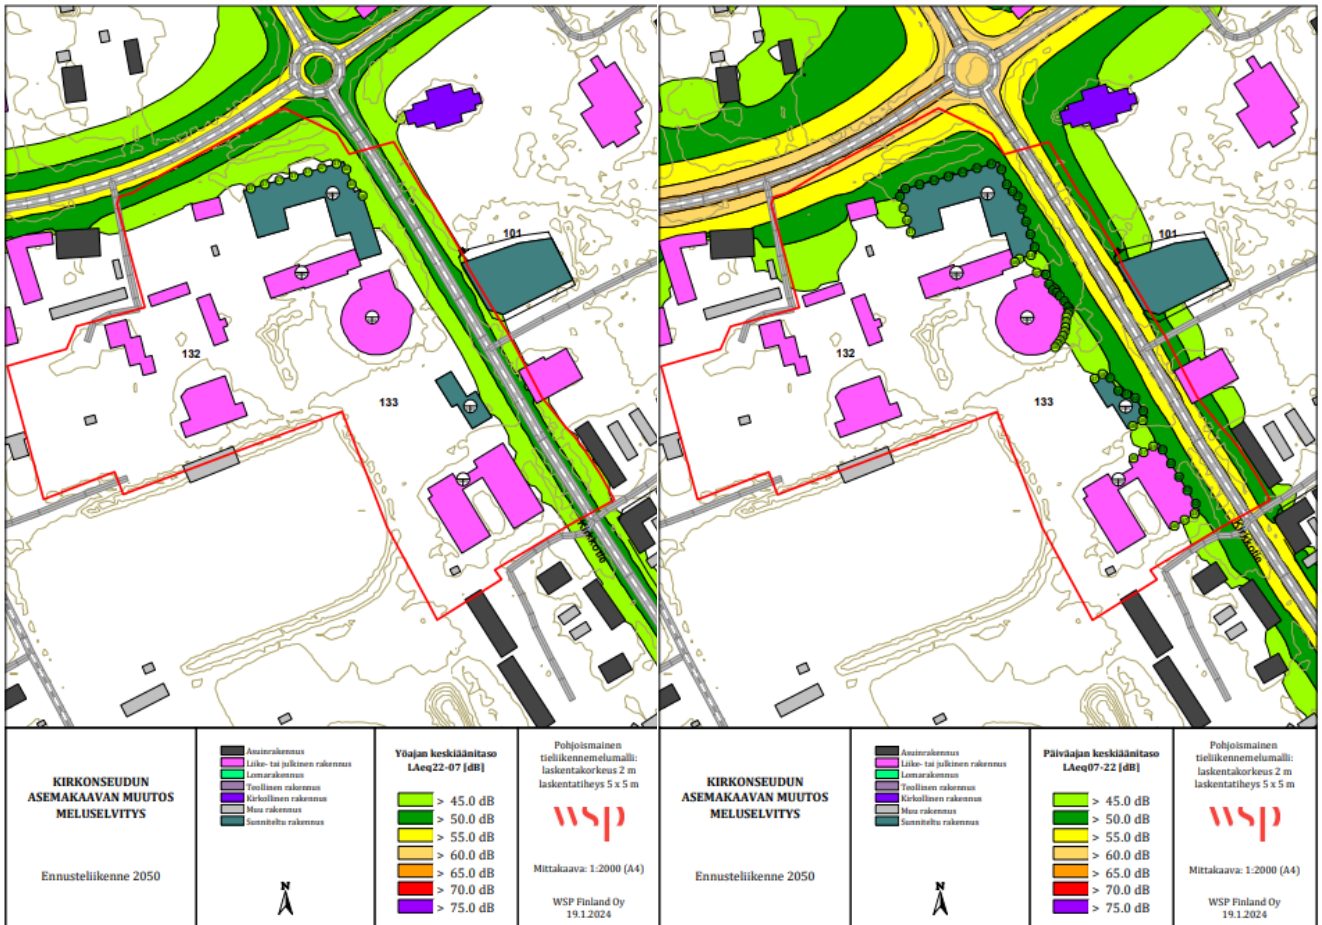 101
132
133
Kirkkotie
101
132
133
Kirkkotie
KIRKONSEUDUN
ASEMAKAAVAN MUUTOS
MELUSELVITYS
Ennusteliikenne 2050
Asuinrakennus
Liike- tai julkinen rakennus
Lomarakennus
Teollinen rakennus
Kirkollinen rakennus
Muu rakennus
Sunniteltu rakennus
N
Yöajan keskiäänitaso
LAeq22-07 [dB]
> 45.0 dB
> 50.0 dB
> 55.0 dB
> 60.0 dB
> 65.0 dB
> 70.0 dB
> 75.0 dB
Pohjoismainen
tieliikennemelumalli:
laskentakorkeus 2 m
laskentatiheys 5 x 5 m
wsp
Mittakaava: 1:2000 (A4)
WSP Finland Oy
19.1.2024
KIRKONSEUDUN
ASEMAKAAVAN MUUTOS
MELUSELVITYS
Ennusteliikenne 2050
Asuinrakennus
Liike- tai julkinen rakennus
Lomarakennus
Teollinen rakennus
Kirkollinen rakennus
Muu rakennus
Sunniteltu rakennus
N
Päiväajan keskiäänitaso
LAeq07-22 [dB]
> 45.0 dB
> 50.0 dB
> 55.0 dB
> 60.0 dB
> 65.0 dB
> 70.0 dB
> 75.0 dB
Pohjoismainen
tieliikennemelumalli:
laskentakorkeus 2 m
laskentatiheys 5 x 5 m
wsp
Mittakaava: 1:2000 (A4)
WSP Finland Oy
19.1.2024